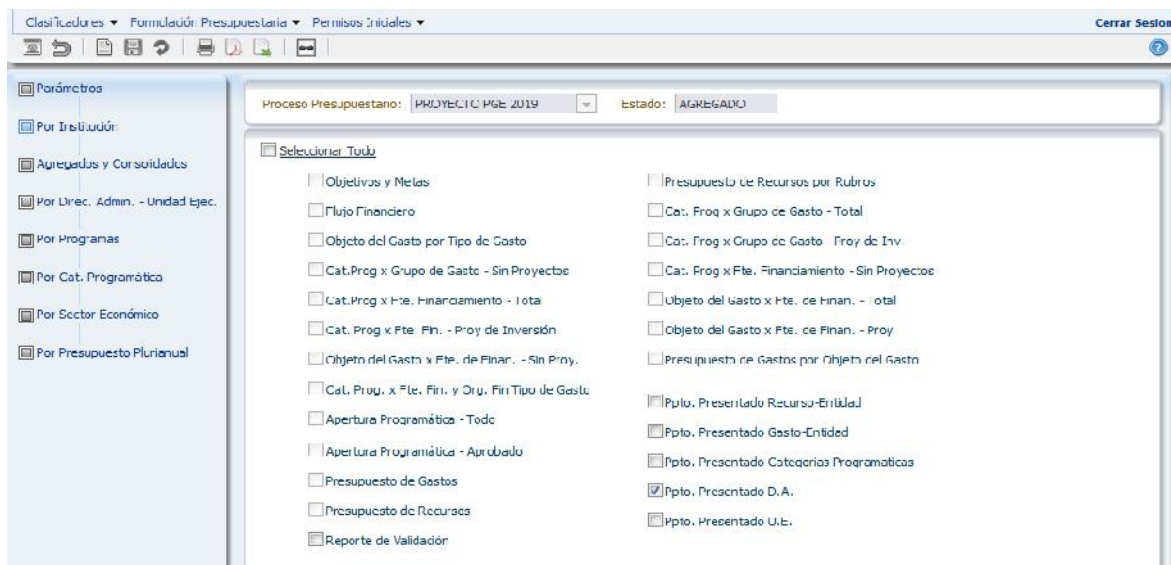 Clasificadores Formulación Presupuestaria Permisos Iniciales Cerrar Sesion
Parámetros
Por Institución
Agregados y Consolidados
Por Direc. Admin. - Unidad Ejec.
Por Programas
Por Cat. Programática
Por Sector Económico
Por Presupuesto Plurianual
Proceso Presupuestario: PROYECTO PGE 2019 Estado: AGREGADO
Seleccionar Todo
Objetivos y Metas
Flujo Financiero
Objeto del Gasto por Tipo de Gasto
Cat.Prog x Grupo de Gasto - Sin Proyectos
Cat.Prog x Fte. Financiamiento - Total
Cat. Prog x Fte. Fin. - Proy de Inversión
Objeto del Gasto x Fte. de Finan. - Sin Proy.
Cat. Prog. x Fte. Fin. y Org. Fin Tipo de Gasto
Apertura Programática - Todo
Apertura Programática - Aprobado
Presupuesto de Gastos
Presupuesto de Recursos
Reporte de Validación
Presupuesto de Recursos por Rubros
Cat. Prog x Grupo de Gasto - Total
Cat. Prog x Grupo de Gasto - Proy de Inv.
Cat. Prog x Fte. Financiamiento - Sin Proyectos
Objeto del Gasto x Fte. de Finan. - Total
Objeto del Gasto x Fte. de Finan. - Proy
Presupuesto de Gastos por Objeto del Gasto
Ppto. Presentado Recurso-Entidad
Ppto. Presentado Gasto-Entidad
Ppto. Presentado Categorias Programaticas
Ppto. Presentado D.A.
Ppto. Presentado U.E.